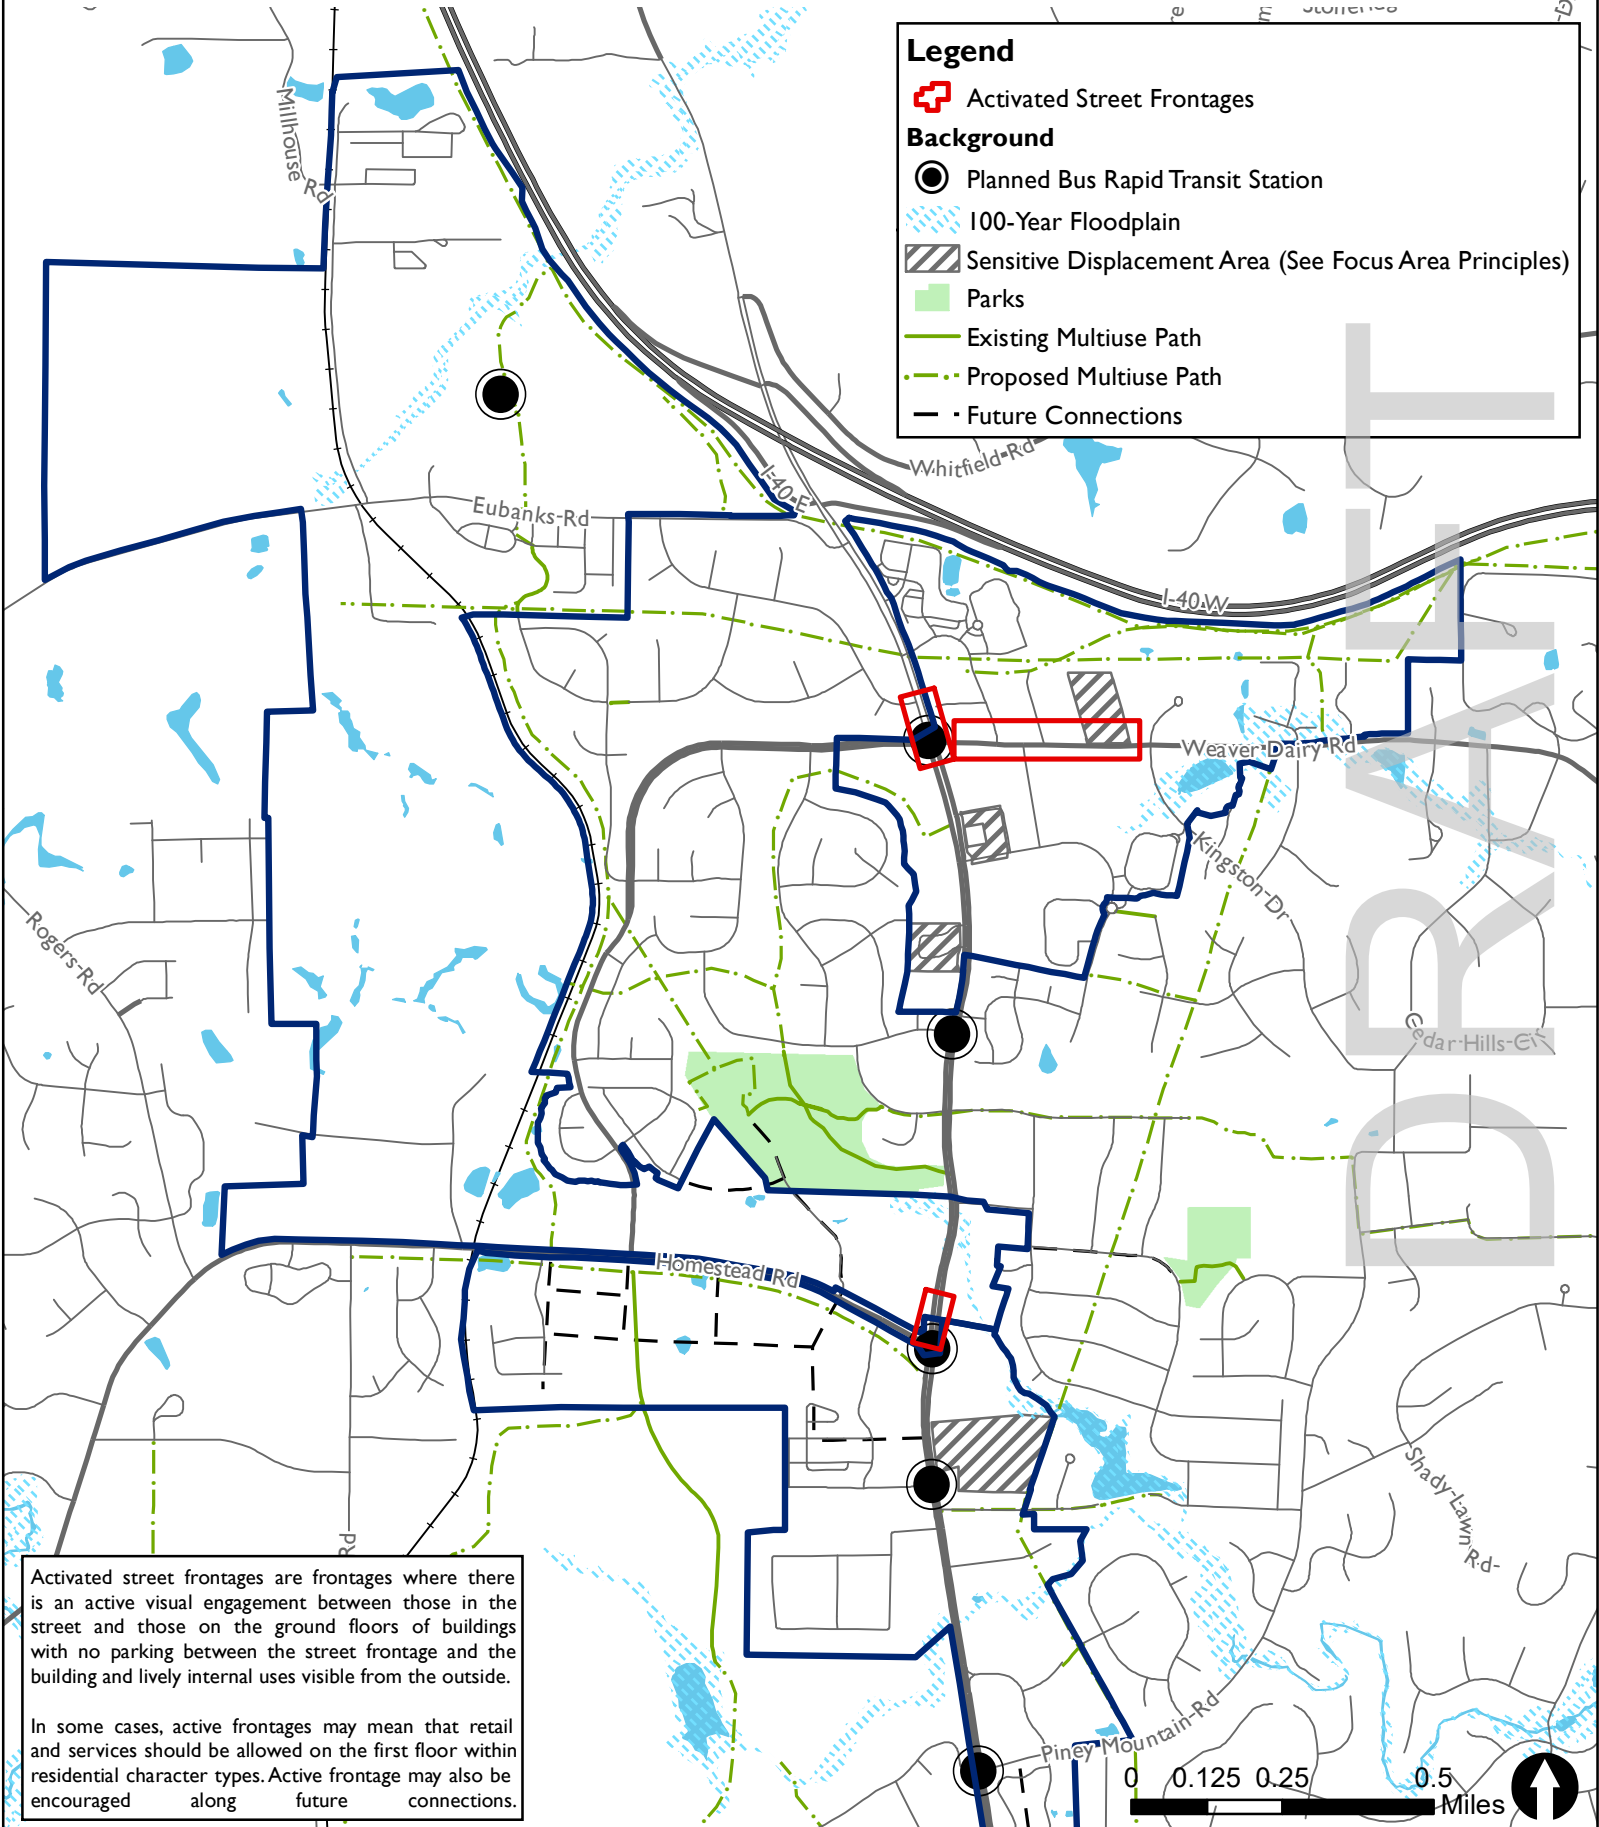 Stoneridge
Legend
Activated Street Frontages
Background
Planned Bus Rapid Transit Station
100-Year Floodplain
Sensitive Displacement Area (See Focus Area Principles)
Parks
Existing Multiuse Path
Proposed Multiuse Path
Future Connections
Millhouse Rd
Whitfield Rd
I-40 E
Eubanks Rd
I-40 W
Weaver Dairy Rd
Kingston Dr
Rogers Rd
Cedar Hills Cir
DRAFT
Homestead Rd
Shady Lawn Rd
Rd
Piney Mountain Rd
Activated street frontages are frontages where there
is an active visual engagement between those in the
street and those on the ground floors of buildings
with no parking between the street frontage and the
building and lively internal uses visible from the outside.
In some cases, active frontages may mean that retail
and services should be allowed on the first floor within
residential character types. Active frontage may also be
encouraged along future connections.
0 0.125 0.25 0.5
Miles